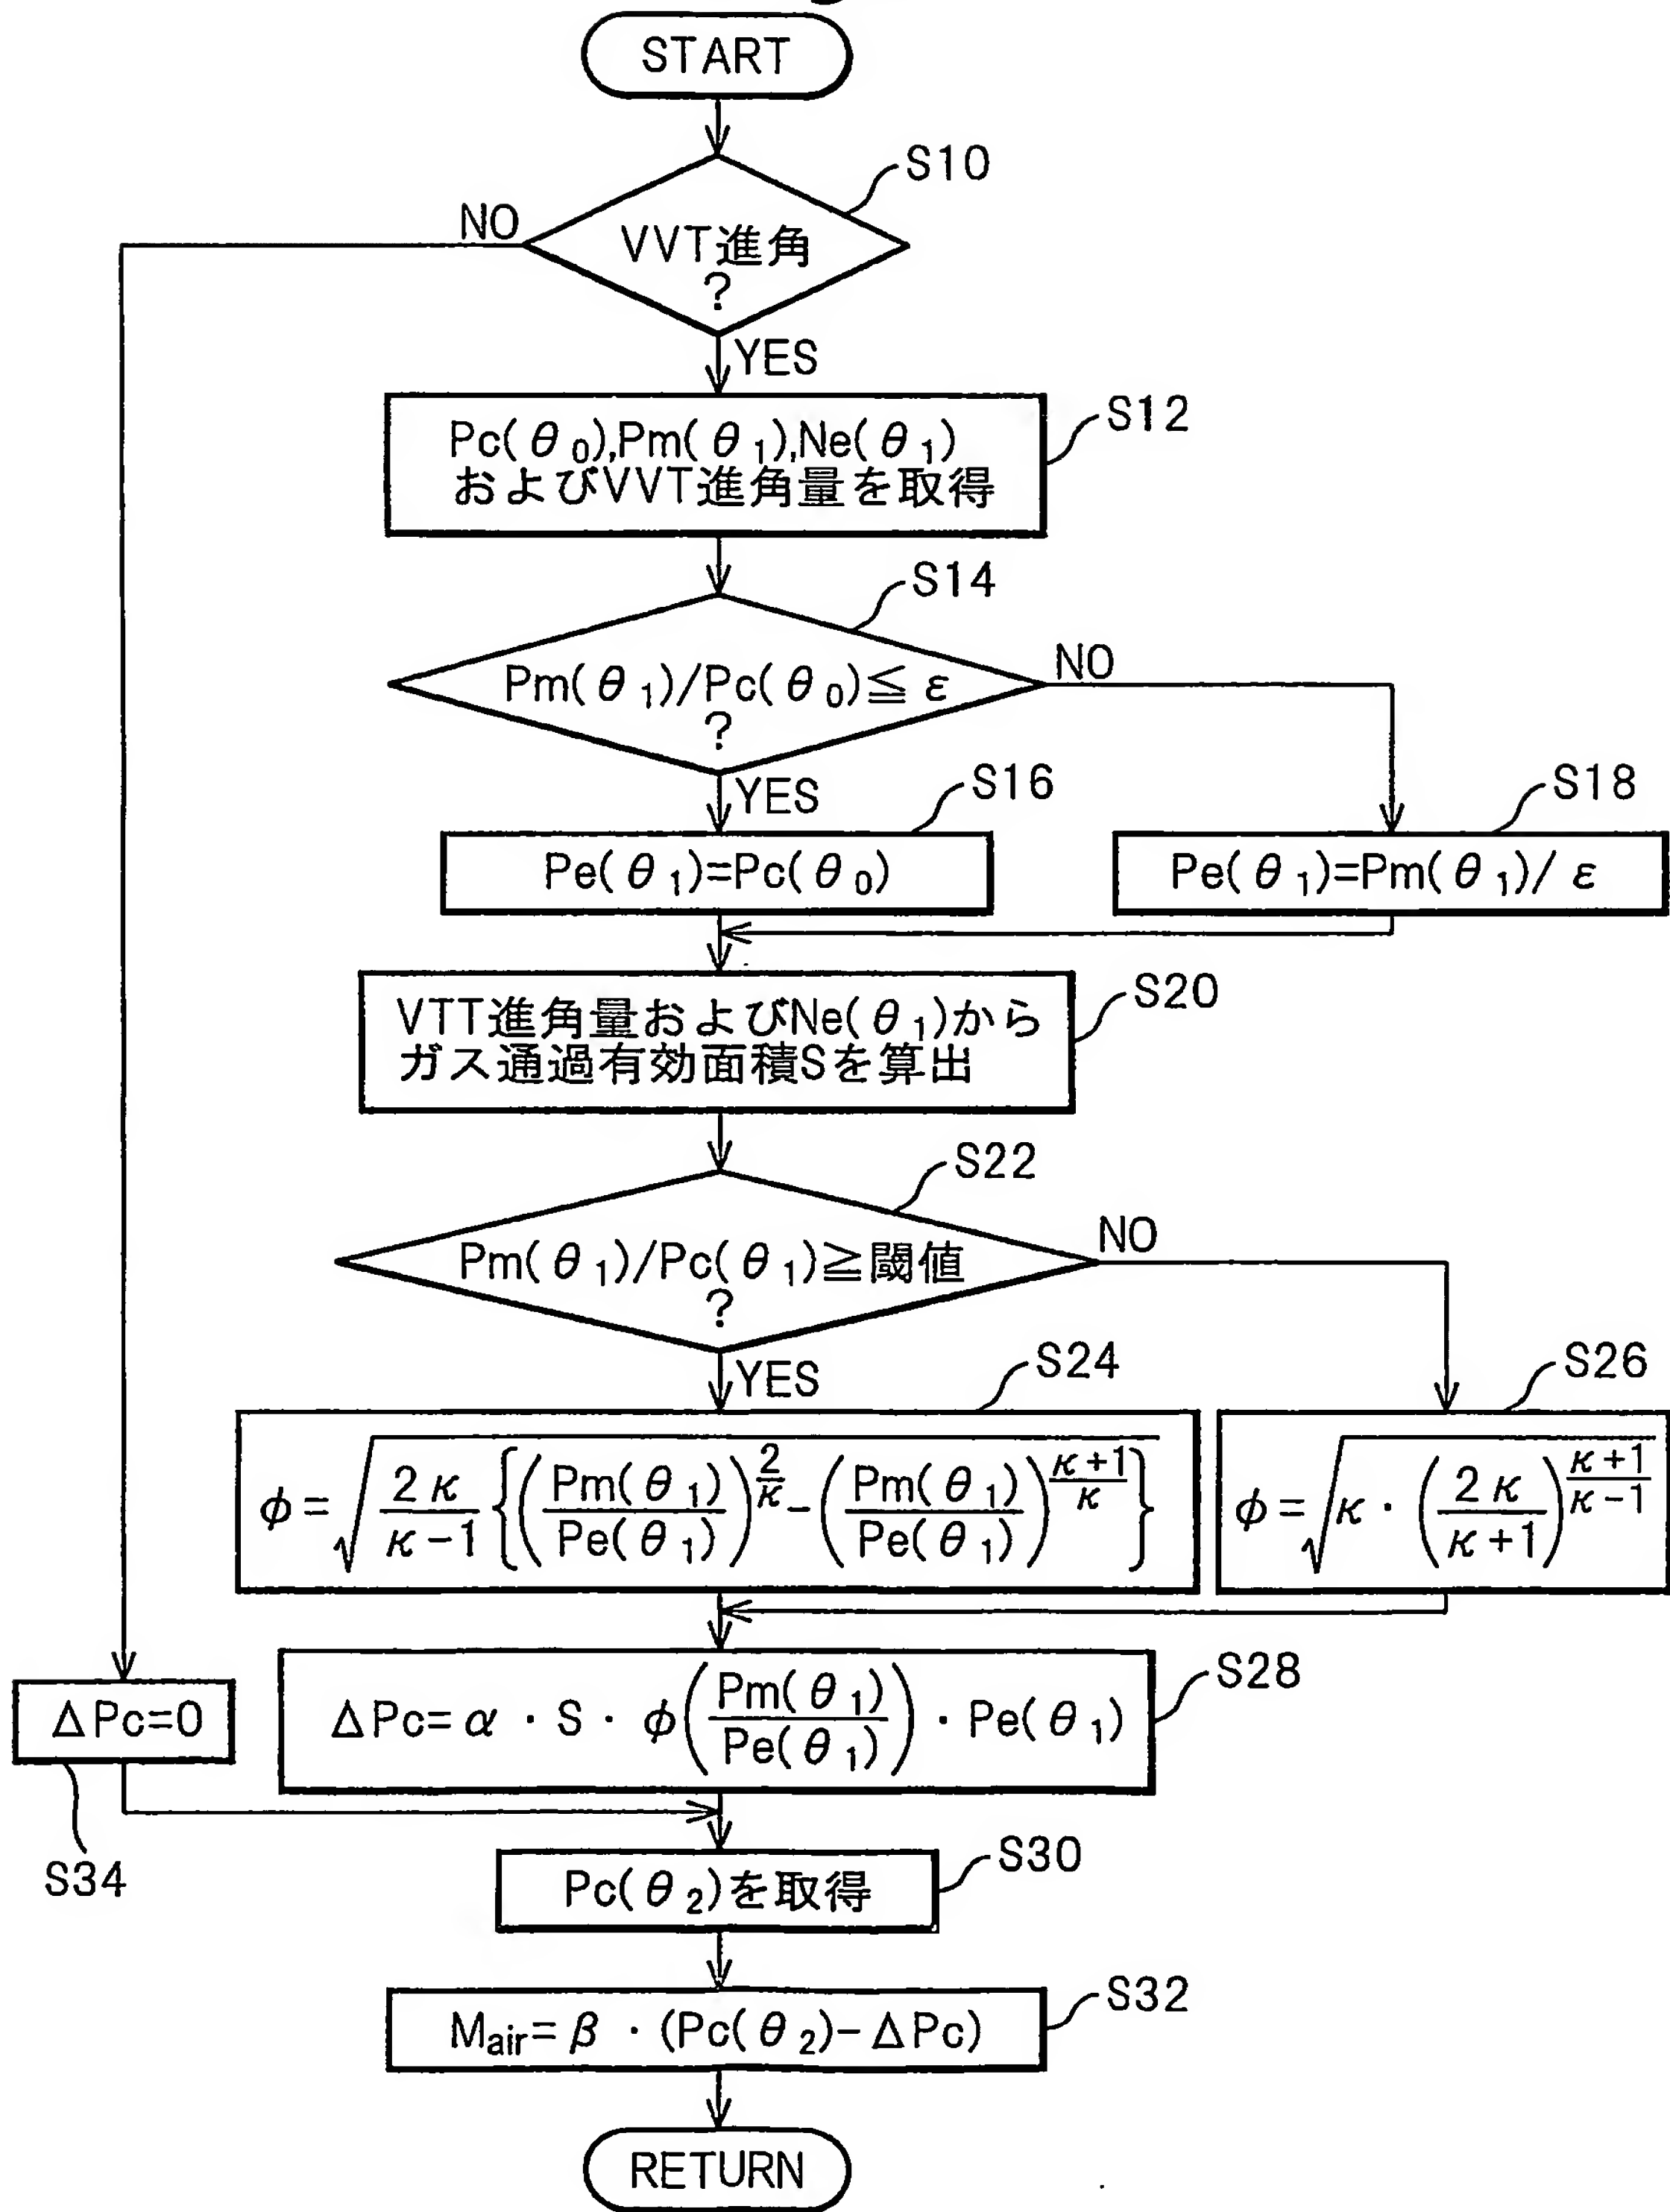 START
S10
NO
VVT進角
?
YES
S12
Pc(θ0),Pm(θ1),Ne(θ1)
およびVVT進角量を取得
S14
NO
Pm(θ1)/Pc(θ0)≦ε
?
YES
S16
S18
Pe(θ1)=Pc(θ0)
Pe(θ1)=Pm(θ1)/ε
S20
VTT進角量およびNe(θ1)から
ガス通過有効面積Sを算出
S22
NO
Pm(θ1)/Pc(θ1)≧閾値
?
YES
S24
S26
φ=√(2κ/(κ-1){(Pm(θ1)/Pe(θ1))^(2/κ)-(Pm(θ1)/Pe(θ1))^((κ+1)/κ)})
φ=√(κ・(2κ/(κ+1))^((κ+1)/(κ-1)))
S28
ΔPc=0
ΔPc=α・S・φ(Pm(θ1)/Pe(θ1))・Pe(θ1)
S34
S30
Pc(θ2)を取得
S32
Mair=β・(Pc(θ2)-ΔPc)
RETURN